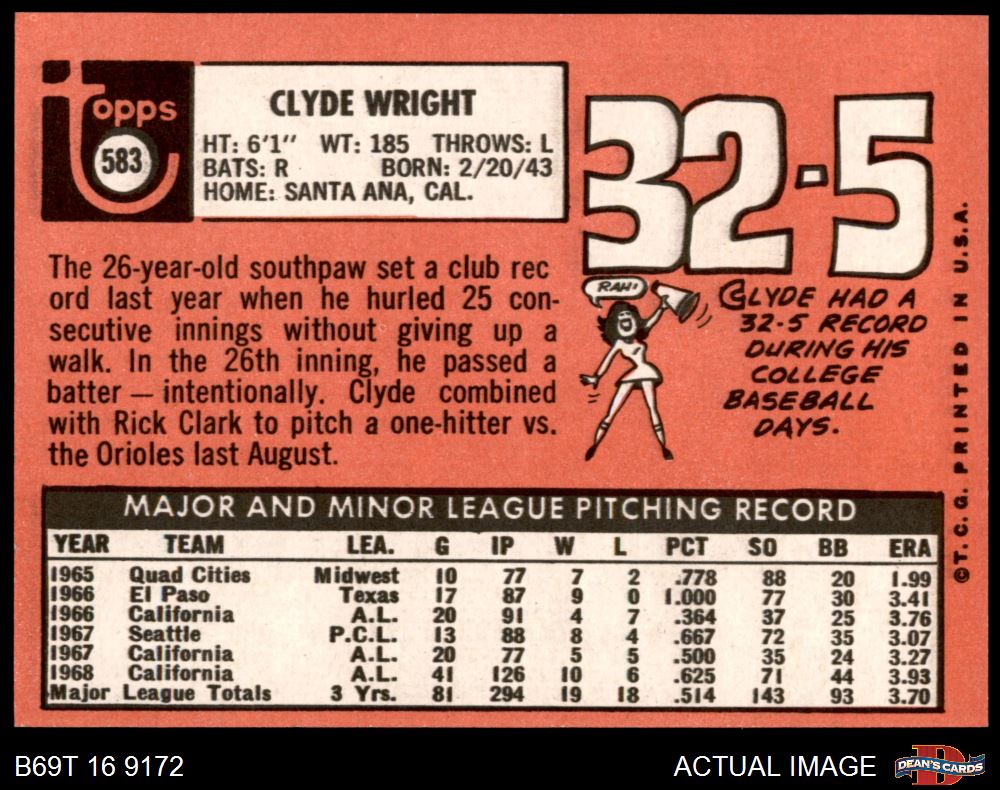 Topps
583
CLYDE WRIGHT
HT: 6'1" WT: 185 THROWS: L
BATS: R BORN: 2/20/43
HOME: SANTA ANA, CAL.
32-5
The 26-year-old southpaw set a club rec
ord last year when he hurled 25 con-
secutive innings without giving up a
walk. In the 26th inning, he passed a
batter — intentionally. Clyde combined
with Rick Clark to pitch a one-hitter vs.
the Orioles last August.
RAH!
CLYDE HAD A
32-5 RECORD
DURING HIS
COLLEGE
BASEBALL
DAYS.
MAJOR AND MINOR LEAGUE PITCHING RECORD
YEAR TEAM LEA. G IP W L PCT SO BB ERA
1965 Quad Cities Midwest 10 77 7 2 .778 88 20 1.99
1966 El Paso Texas 17 87 9 0 1.000 77 30 3.41
1966 California A.L. 20 91 4 7 .364 37 25 3.76
1967 Seattle P.C.L. 13 88 8 4 .667 72 35 3.07
1967 California A.L. 20 77 5 5 .500 35 24 3.27
1968 California A.L. 41 126 10 6 .625 71 44 3.93
Major League Totals 3 Yrs. 81 294 19 18 .514 143 93 3.70
©T.C.G. PRINTED IN U.S.A.
B69T 16 9172
ACTUAL IMAGE
DEAN'S CARDS